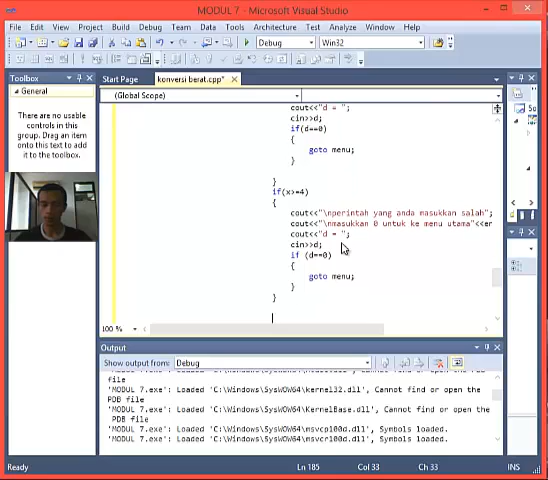 MODUL 7 - Microsoft Visual Studio
File Edit View Project Build Debug Team Data Tools Architecture Test Analyze Window Help
Debug Win32
Toolbox
General
There are no usable controls in this group. Drag an item onto this text to add it to the toolbox.
Start Page konversi berat.cpp*
(Global Scope)
cout<<"d = ";
cin>>d;
if(d==0)
{
goto menu;
}
}
if(x>=4)
{
cout<<"\nperintah yang anda masukkan salah";
cout<<"\nmasukkan 0 untuk ke menu utama"<<en
cout<<"d = ";
cin>>d;
if (d==0)
{
goto menu;
}
}
100 %
Output
Show output from: Debug
file
'MODUL 7.exe': Loaded 'C:\Windows\SysWOW64\kernel32.dll', Cannot find or open the
PDB file
'MODUL 7.exe': Loaded 'C:\Windows\SysWOW64\KernelBase.dll', Cannot find or open the
PDB file
'MODUL 7.exe': Loaded 'C:\Windows\SysWOW64\msvcp100d.dll', Symbols loaded.
'MODUL 7.exe': Loaded 'C:\Windows\SysWOW64\msvcr100d.dll', Symbols loaded.
Ready Ln 185 Col 33 Ch 33